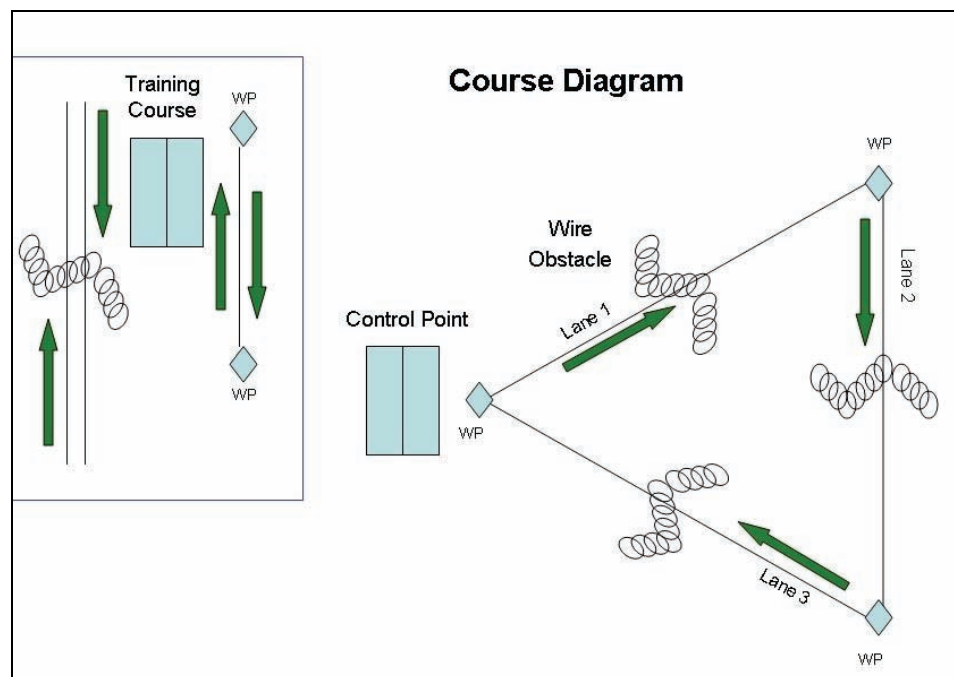 Course Diagram
Training
Course
WP
WP
Control Point
WP
Wire
Obstacle
Lane 1
WP
Lane 2
Lane 3
WP